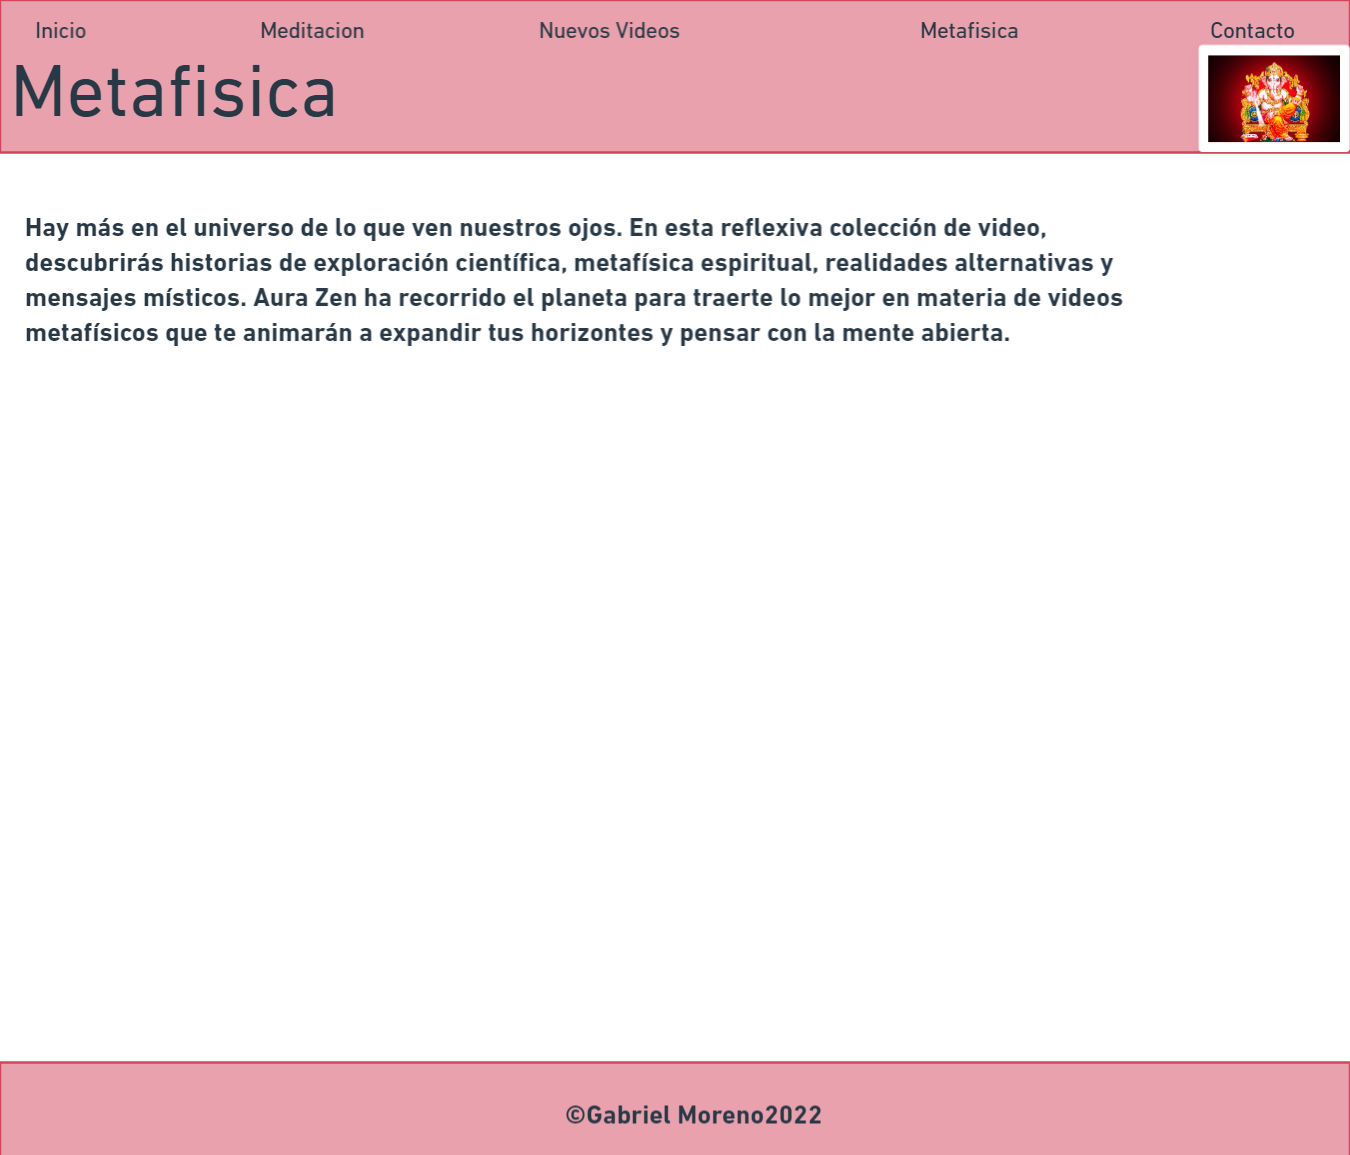 Inicio
Meditacion
Nuevos Videos
Metafisica
Contacto
Metafisica
Hay más en el universo de lo que ven nuestros ojos. En esta reflexiva colección de video,
descubrirás historias de exploración científica, metafísica espiritual, realidades alternativas y
mensajes místicos. Aura Zen ha recorrido el planeta para traerte lo mejor en materia de videos
metafísicos que te animarán a expandir tus horizontes y pensar con la mente abierta.
©Gabriel Moreno2022